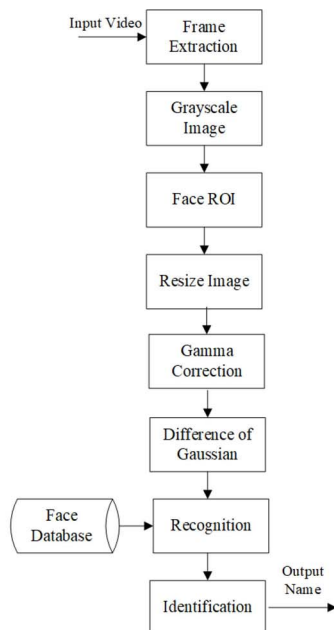 Input Video
Frame
Extraction
Grayscale
Image
Face ROI
Resize Image
Gamma
Correction
Difference of
Gaussian
Face
Database
Recognition
Identification
Output
Name